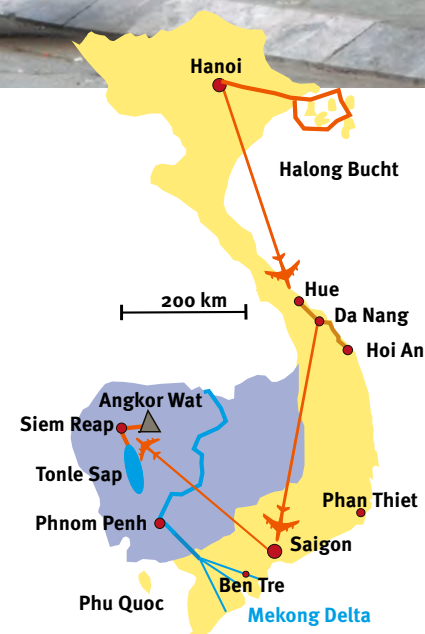 Hanoi
Halong Bucht
Hue
200 km
Da Nang
Hoi An
Angkor Wat
Siem Reap
Tonle Sap
Phan Thiet
Phnom Penh
Saigon
Ben Tre
Phu Quoc
Mekong Delta